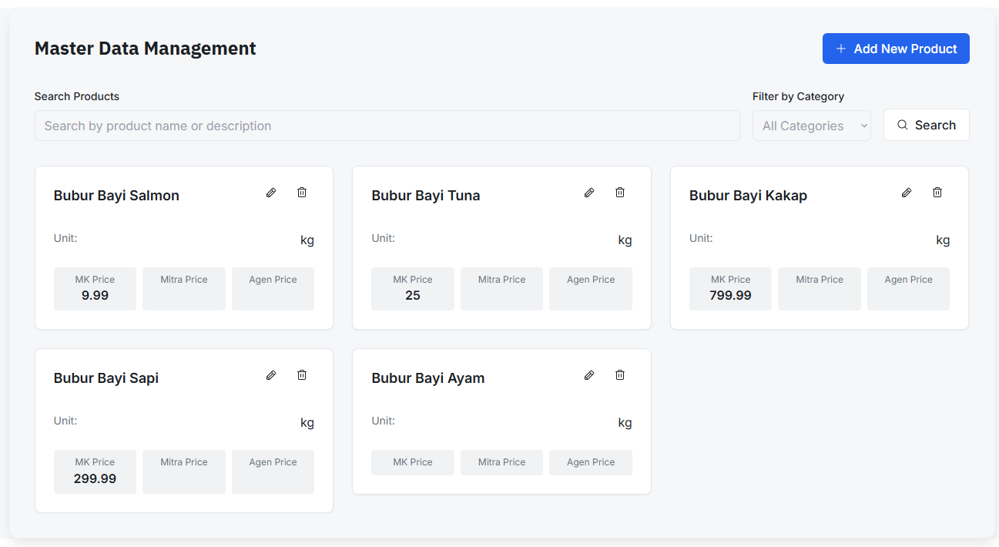 Master Data Management
Add New Product
Search Products
Filter by Category
Search by product name or description
All Categories
Search
Bubur Bayi Salmon
Unit:
kg
MK Price
9.99
Mitra Price
Agen Price
Bubur Bayi Tuna
Unit:
kg
MK Price
25
Mitra Price
Agen Price
Bubur Bayi Kakap
Unit:
kg
MK Price
799.99
Mitra Price
Agen Price
Bubur Bayi Sapi
Unit:
kg
MK Price
299.99
Mitra Price
Agen Price
Bubur Bayi Ayam
Unit:
kg
MK Price
Mitra Price
Agen Price